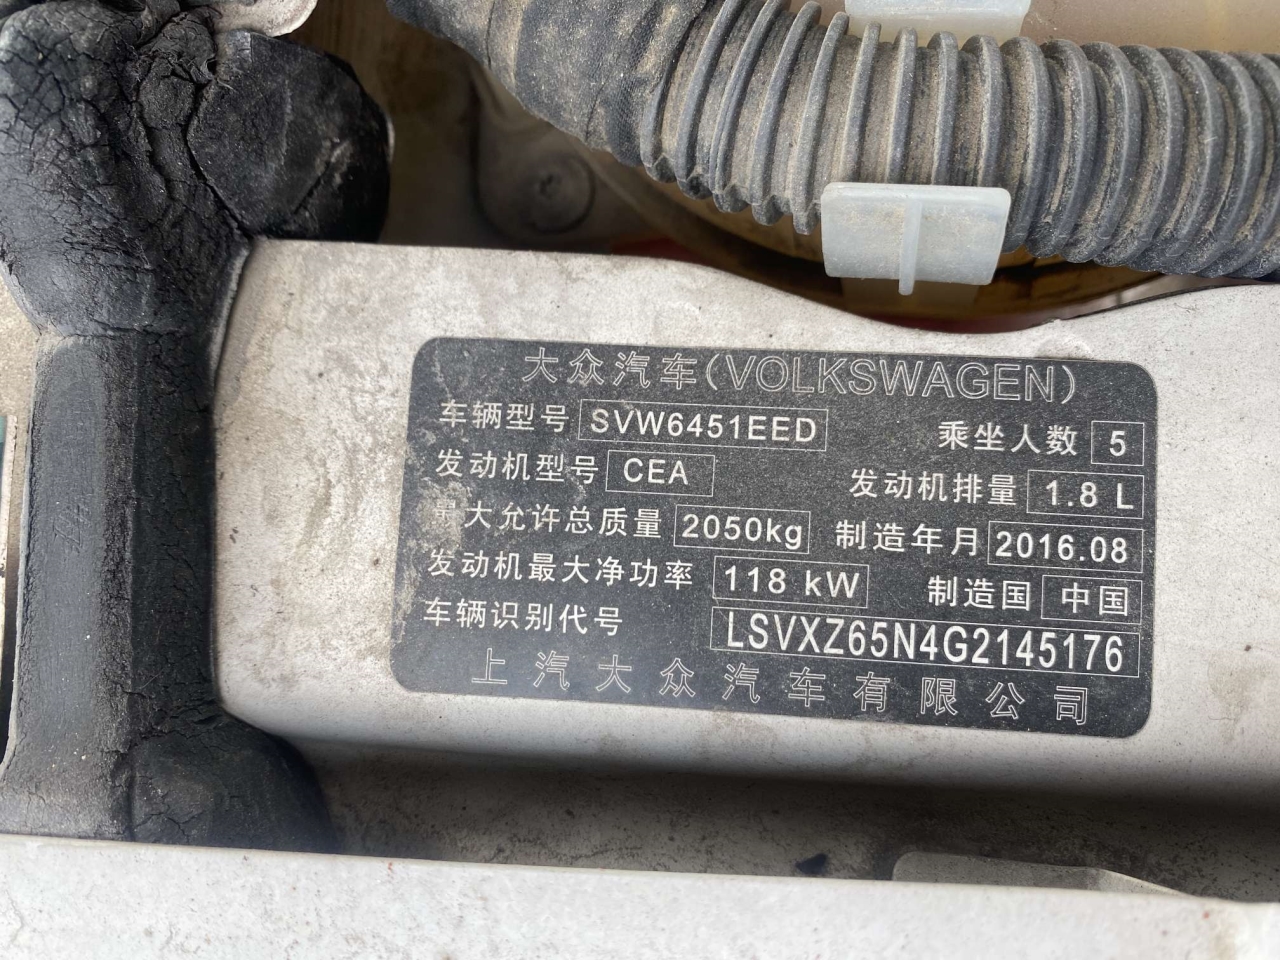 大众汽车(VOLKSWAGEN)
车辆型号 SVW6451EED 乘坐人数 5
发动机型号 CEA 发动机排量 1.8 L
最大允许总质量 2050kg 制造年月 2016.08
发动机最大净功率 118 kW 制造国 中国
车辆识别代号 LSVXZ65N4G2145176
上汽大众汽车有限公司